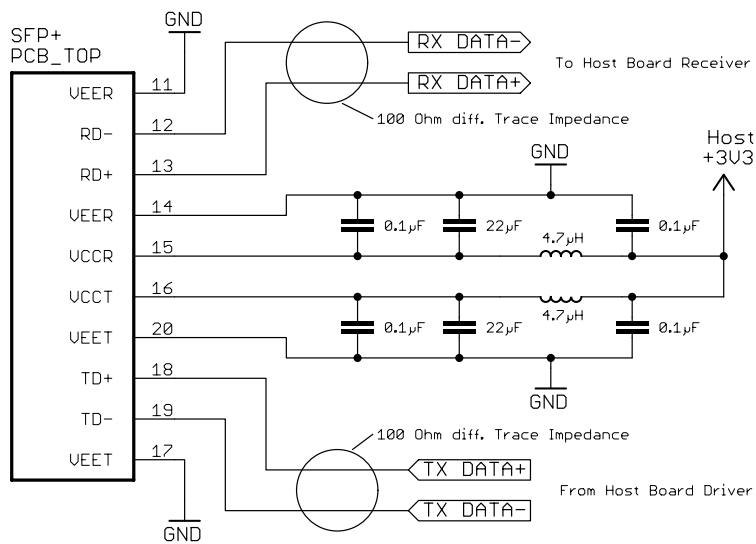 GND
SFP+
PCB_TOP
RX DATA-
To Host Board Receiver
VEER 11
RX DATA+
100 Ohm diff. Trace Impedance
RD- 12
Host
+3V3
RD+ 13
GND
VEER 14
0.1µF 22µF 4.7µH 0.1µF
VCCR 15
VCCT 16
0.1µF 22µF 4.7µH 0.1µF
VEET 20
TD+ 18
GND
TD- 19
100 Ohm diff. Trace Impedance
VEET 17
TX DATA+
From Host Board Driver
TX DATA-
GND